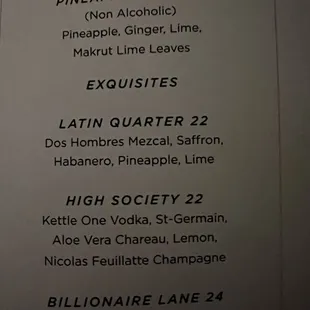 (Non Alcoholic)
Pineapple, Ginger, Lime,
Makrut Lime Leaves
EXQUISITES
LATIN QUARTER 22
Dos Hombres Mezcal, Saffron,
Habanero, Pineapple, Lime
HIGH SOCIETY 22
Kettle One Vodka, St-Germain,
Aloe Vera Chareau, Lemon,
Nicolas Feuillatte Champagne
BILLIONAIRE LANE 24